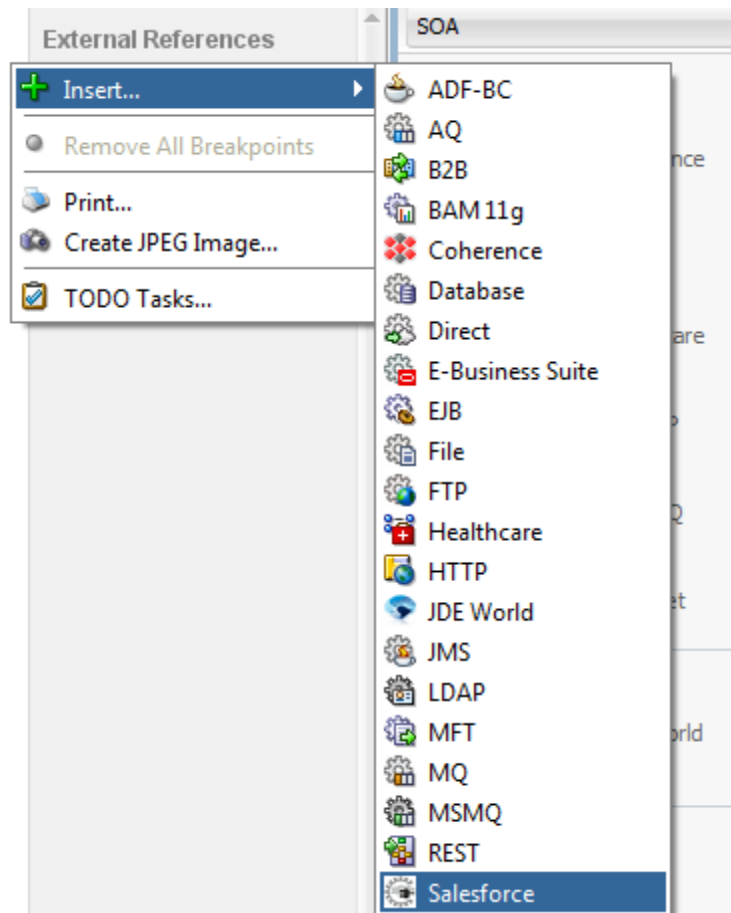 External References
SOA
Insert...
Remove All Breakpoints
Print...
Create JPEG Image...
TODO Tasks...
ADF-BC
AQ
B2B
BAM 11g
Coherence
Database
Direct
E-Business Suite
EJB
File
FTP
Healthcare
HTTP
JDE World
JMS
LDAP
MFT
MQ
MSMQ
REST
Salesforce